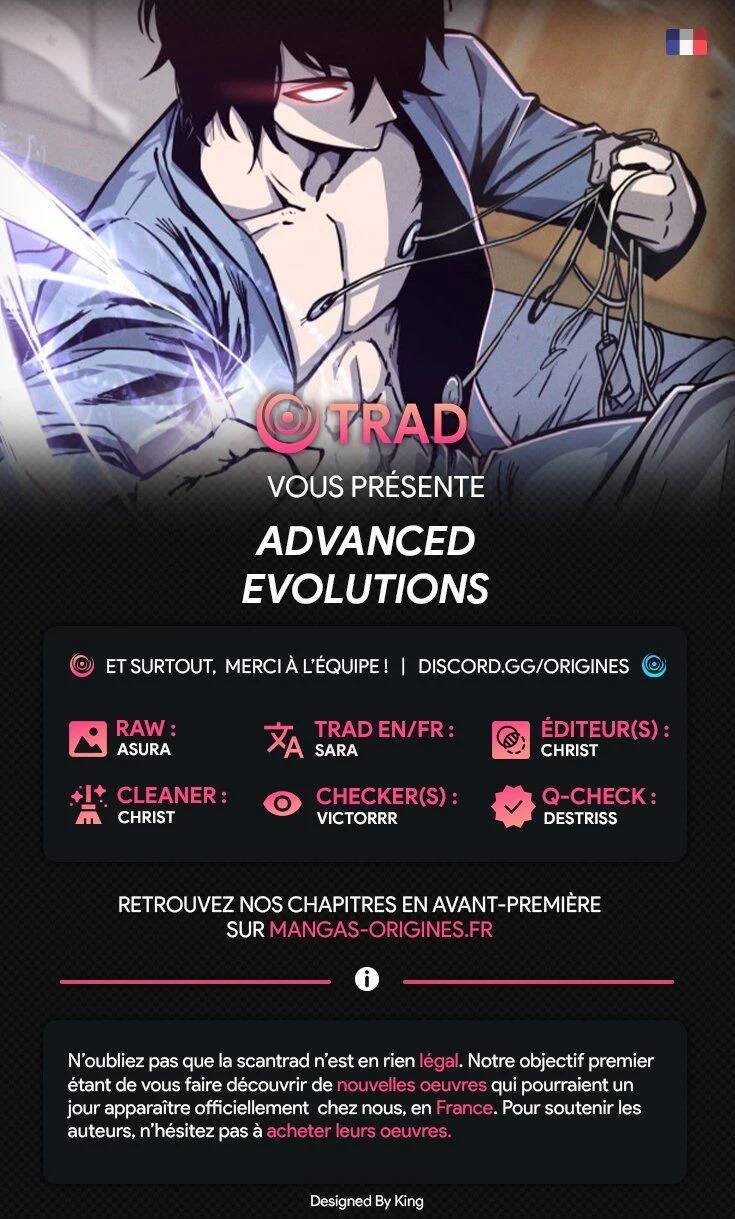 TRAD
VOUS PRÉSENTE
ADVANCED
EVOLUTIONS
ET SURTOUT, MERCI À L'ÉQUIPE ! | DISCORD.GG/ORIGINES
RAW :
ASURA
TRAD EN/FR :
SARA
ÉDITEUR(S) :
CHRIST
CLEANER :
CHRIST
CHECKER(S) :
VICTORRR
Q-CHECK :
DESTRISS
RETROUVEZ NOS CHAPITRES EN AVANT-PREMIÈRE
SUR MANGAS-ORIGINES.FR
N'oubliez pas que la scantrad n'est en rien légal. Notre objectif premier
étant de vous faire découvrir de nouvelles oeuvres qui pourraient un
jour apparaître officiellement chez nous, en France. Pour soutenir les
auteurs, n'hésitez pas à acheter leurs oeuvres.
Designed By King